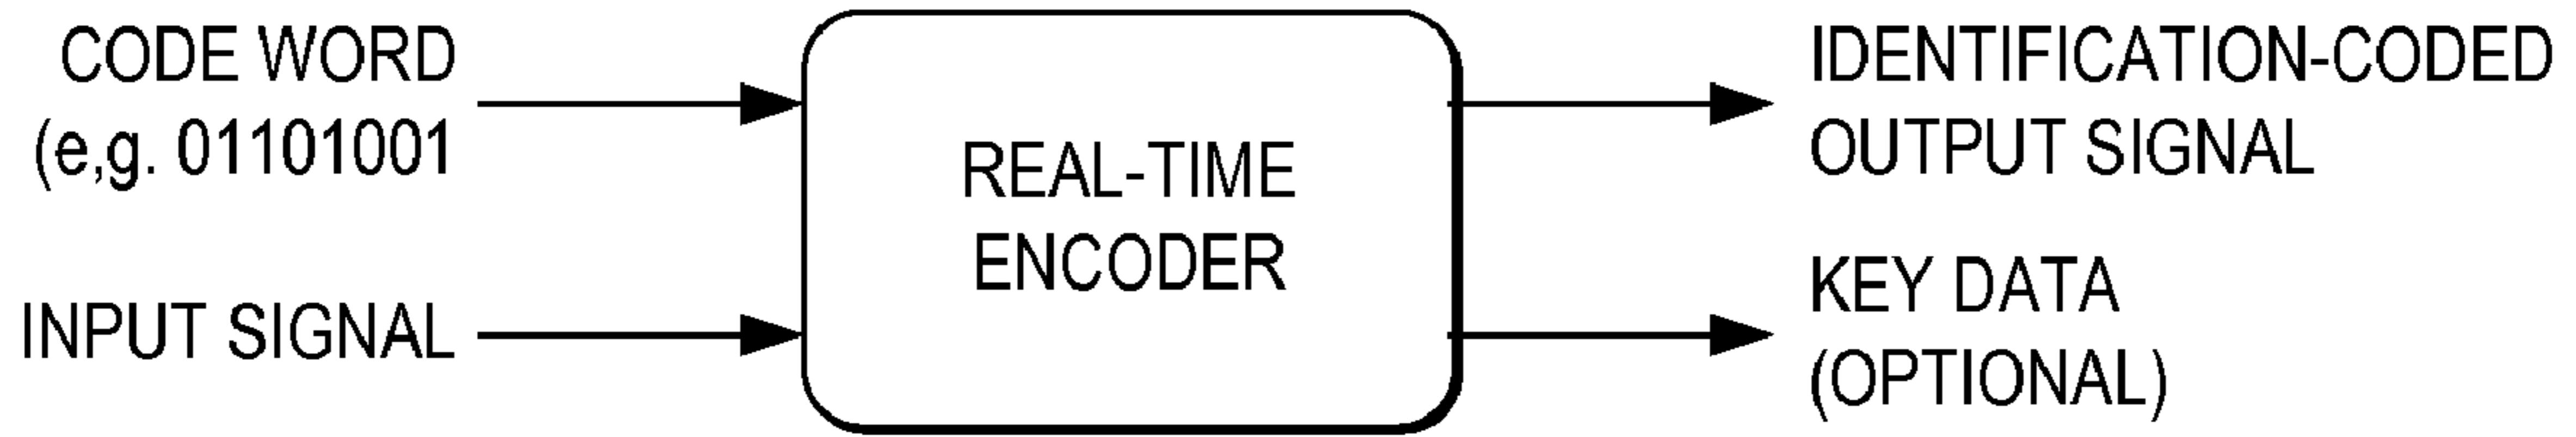 CODE WORD
(e,g. 01101001
INPUT SIGNAL
REAL-TIME
ENCODER
IDENTIFICATION-CODED
OUTPUT SIGNAL
KEY DATA
(OPTIONAL)